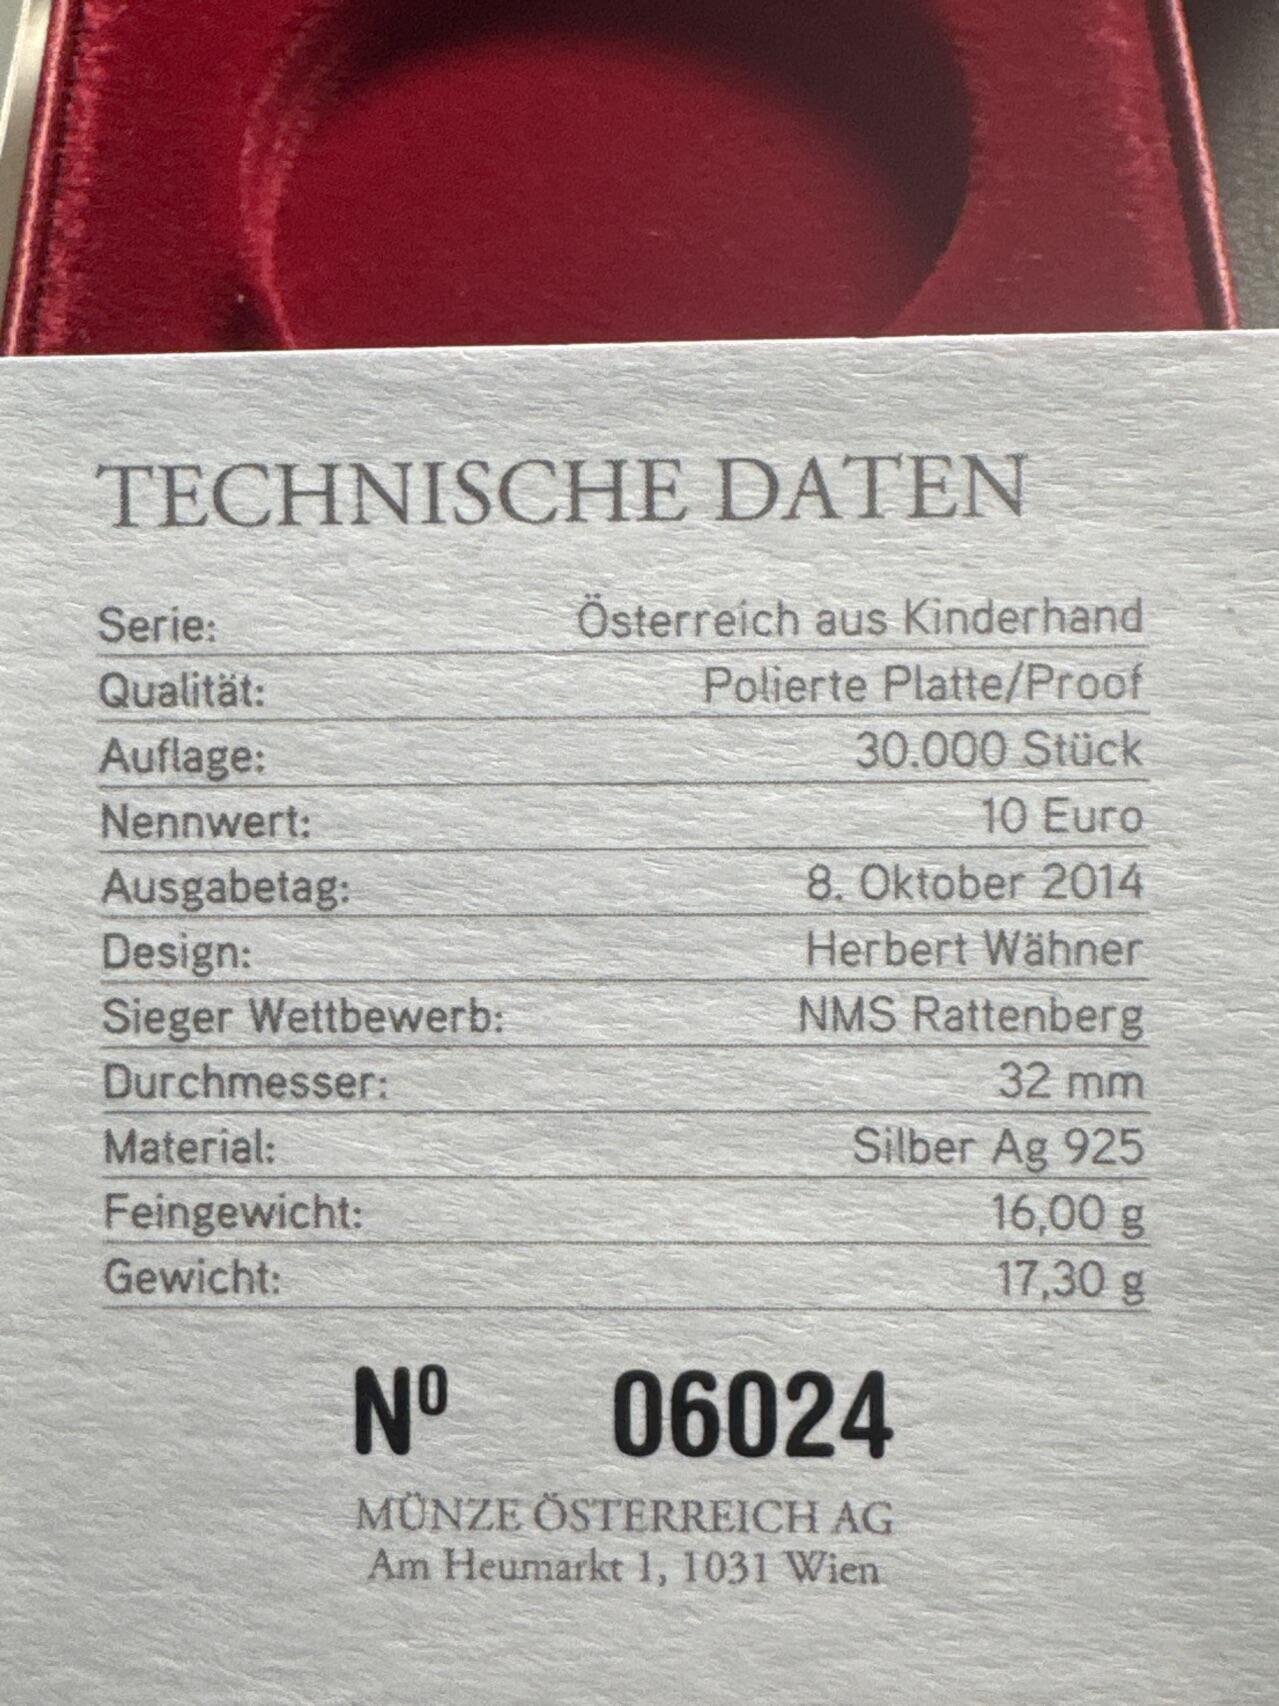 TECHNISCHE DATEN
Serie: Österreich aus Kinderhand
Qualität: Polierte Platte/Proof
Auflage: 30.000 Stück
Nennwert: 10 Euro
Ausgabetag: 8. Oktober 2014
Design: Herbert Wähner
Sieger Wettbewerb: NMS Rattenberg
Durchmesser: 32 mm
Material: Silber Ag 925
Feingewicht: 16,00 g
Gewicht: 17,30 g
Nº 06024
MÜNZE ÖSTERREICH AG
Am Heumarkt 1, 1031 Wien